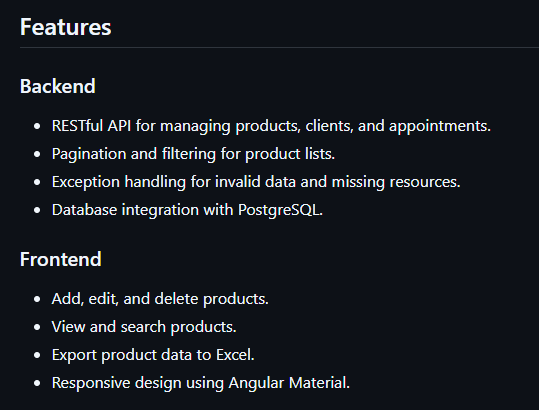 Features
Backend
• RESTful API for managing products, clients, and appointments.
• Pagination and filtering for product lists.
• Exception handling for invalid data and missing resources.
• Database integration with PostgreSQL.
Frontend
• Add, edit, and delete products.
• View and search products.
• Export product data to Excel.
• Responsive design using Angular Material.